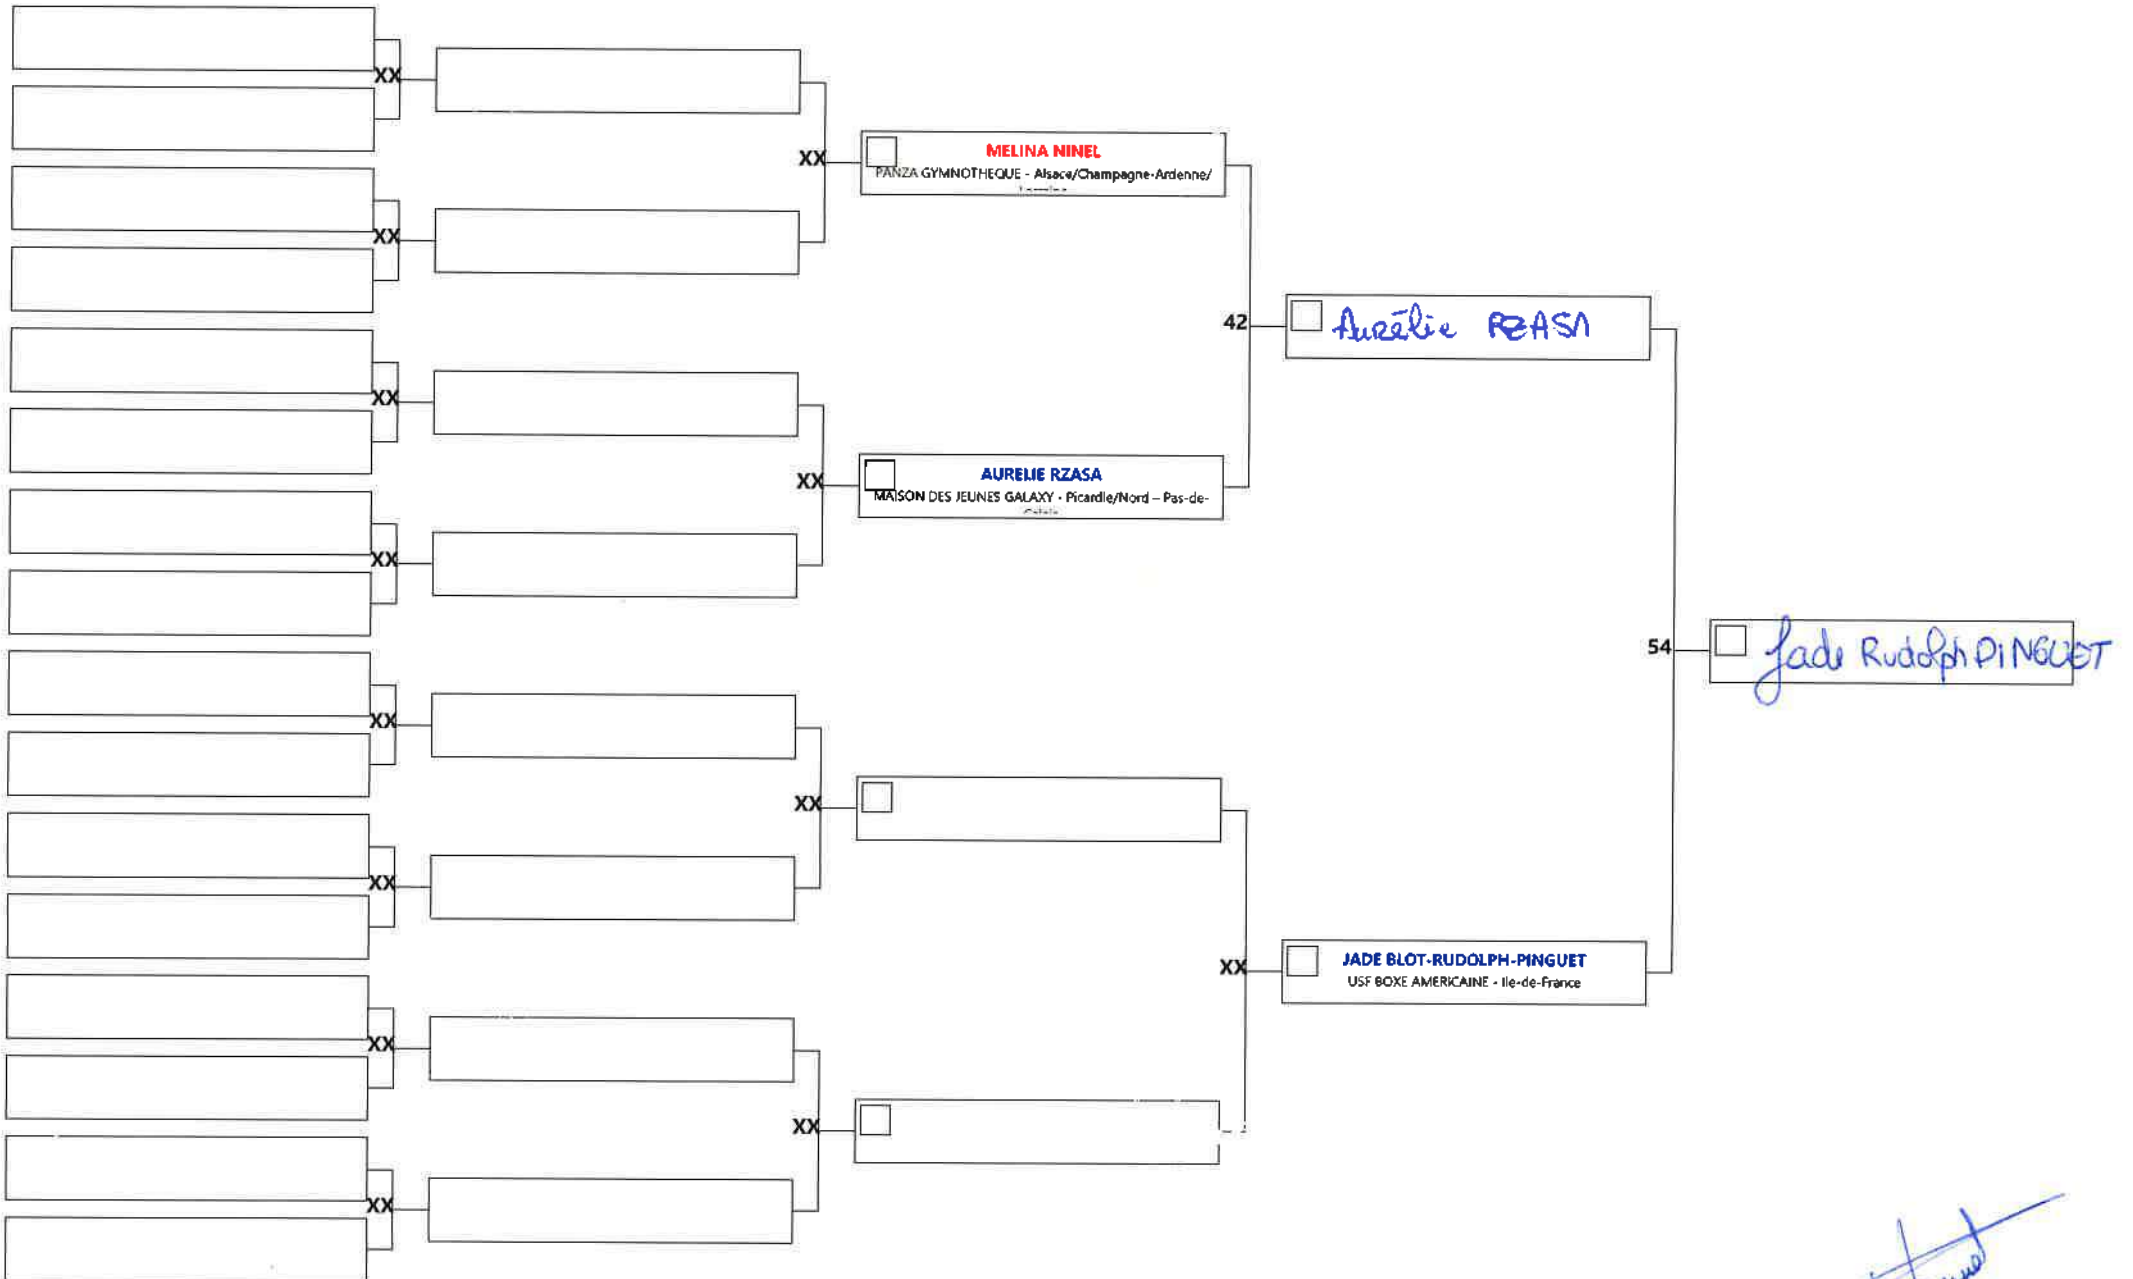 XX
XX
MELINA NINEL
PANZA GYMNOTHEQUE - Alsace/Champagne-Ardenne/
XX
42
Aurélie RZASA
XX
XX
AURELIE RZASA
MAISON DES JEUNES GALAXY - Picardie/Nord – Pas-de-
XX
54
Jade Rudolph PINGUET
XX
XX
XX
JADE BLOT-RUDOLPH-PINGUET
USF BOXE AMERICAINE - Ile-de-France
XX
XX
XX
XX